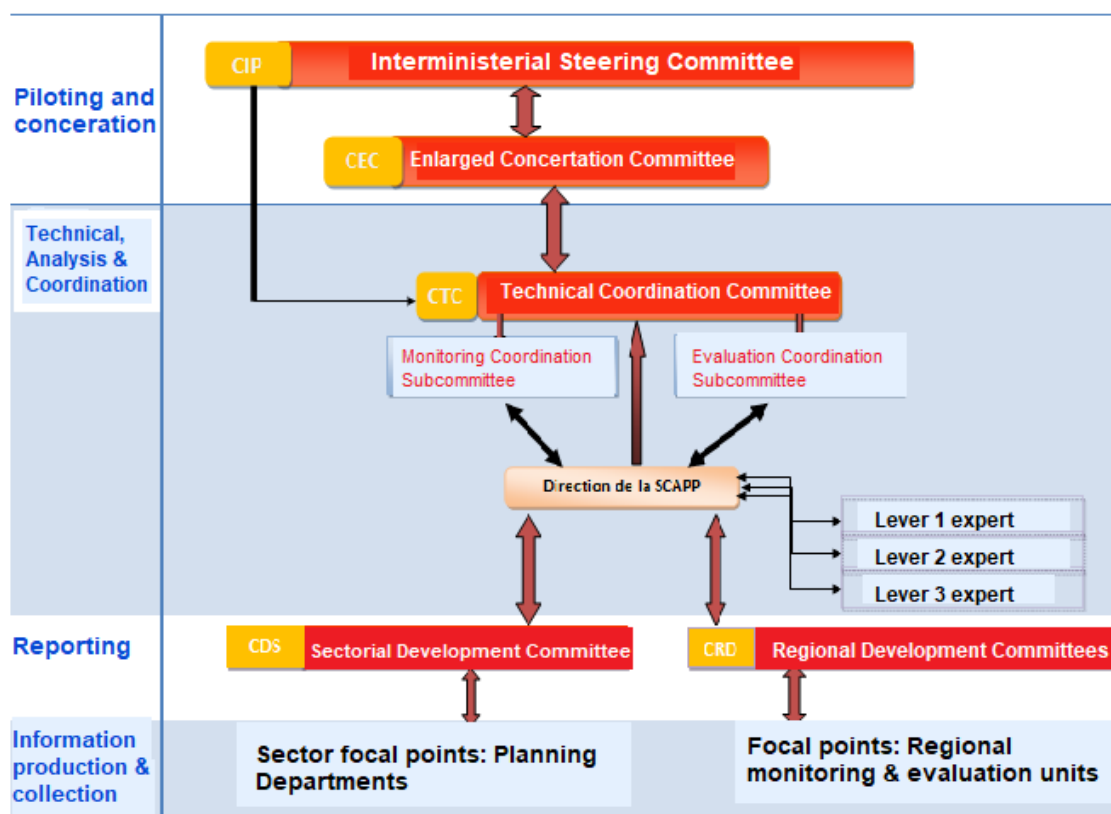 CIP
Interministerial Steering Committee
Piloting and
conceration
CEC
Enlarged Concertation Committee
Technical,
Analysis &
Coordination
CTC
Technical Coordination Committee
Monitoring Coordination
Subcommittee
Evaluation Coordination
Subcommittee
Direction de la SCAPP
Lever 1 expert
Lever 2 expert
Lever 3 expert
Reporting
CDS
Sectorial Development Committee
CRD
Regional Development Committees
Information
production &
collection
Sector focal points: Planning
Departments
Focal points: Regional
monitoring & evaluation units